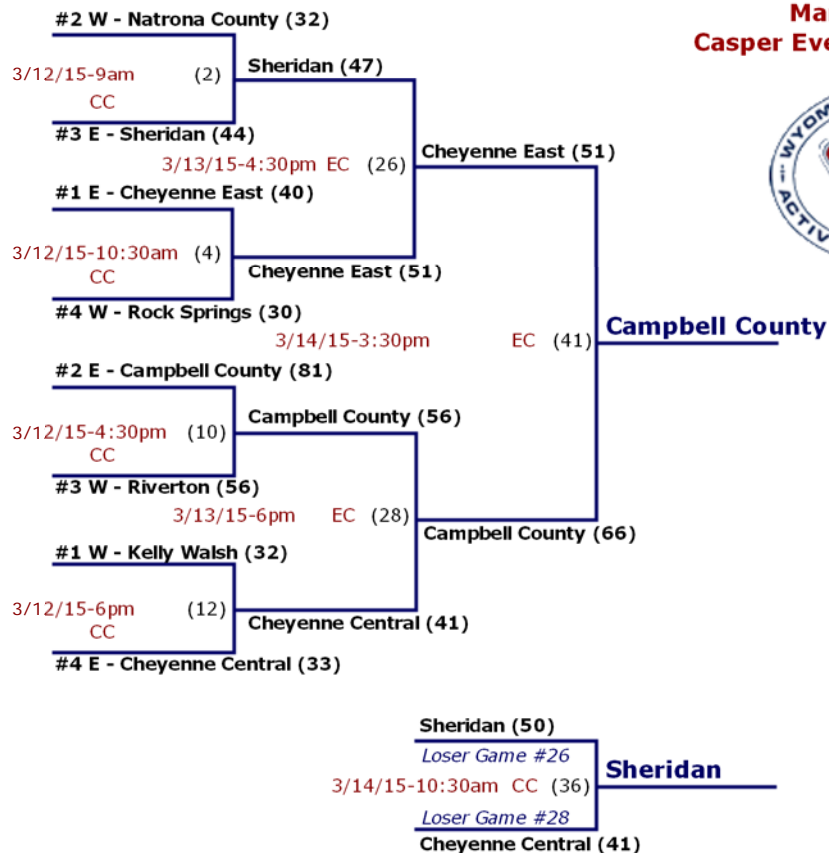 #2 W - Natrona County (32)
Ma
Casper Eve
3/12/15-9am (2) Sheridan (47)
CC
#3 E - Sheridan (44)
3/13/15-4:30pm EC (26) Cheyenne East (51)
#1 E - Cheyenne East (40)
WYOM
ACTIV
3/12/15-10:30am (4)
CC
Cheyenne East (51)
#4 W - Rock Springs (30)
3/14/15-3:30pm EC (41) Campbell County
#2 E - Campbell County (81)
Campbell County (56)
3/12/15-4:30pm (10)
CC
#3 W - Riverton (56)
3/13/15-6pm EC (28)
Campbell County (66)
#1 W - Kelly Walsh (32)
3/12/15-6pm (12)
CC
Cheyenne Central (41)
#4 E - Cheyenne Central (33)
Sheridan (50)
Loser Game #26
Sheridan
3/14/15-10:30am CC (36)
Loser Game #28
Cheyenne Central (41)